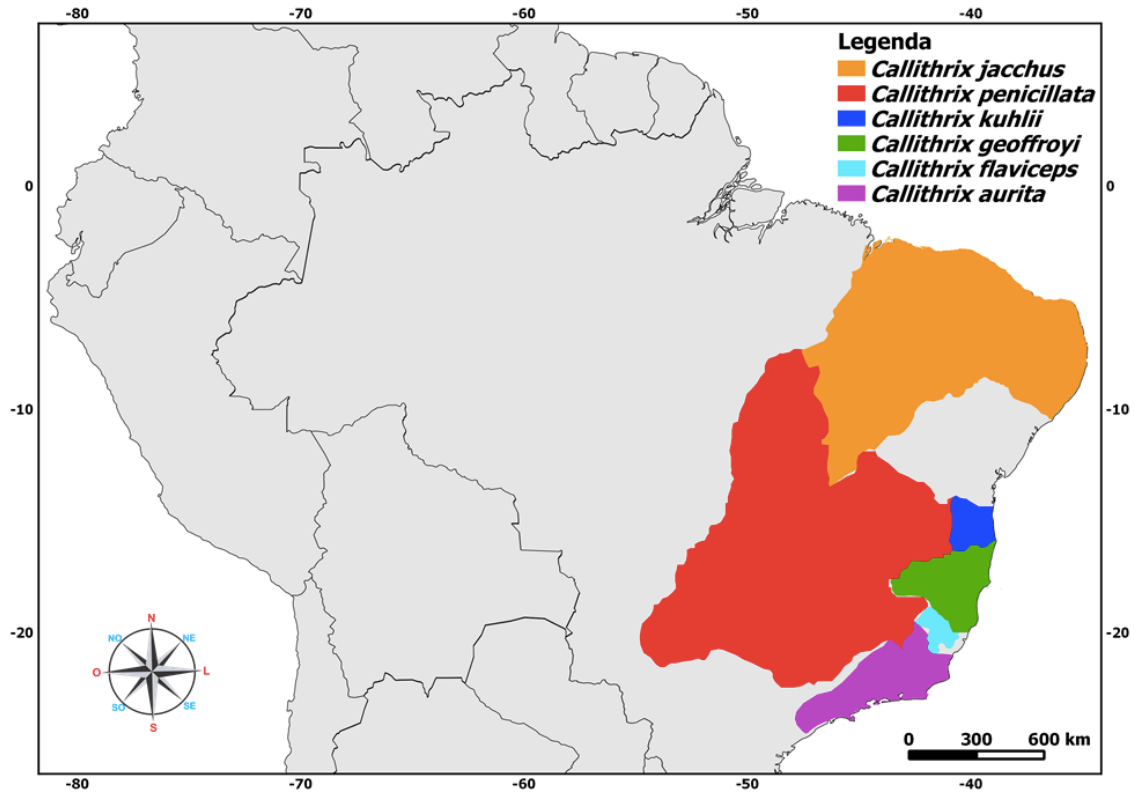 -80 -70 -60 -50 -40
Legenda
Callithrix jacchus
Callithrix penicillata
Callithrix kuhlii
Callithrix geoffroyi
Callithrix flaviceps
Callithrix aurita
0 0
-10 -10
-20 -20
N
NO NE
O L
SO SE
S
0 300 600 km
-80 -70 -60 -50 -40